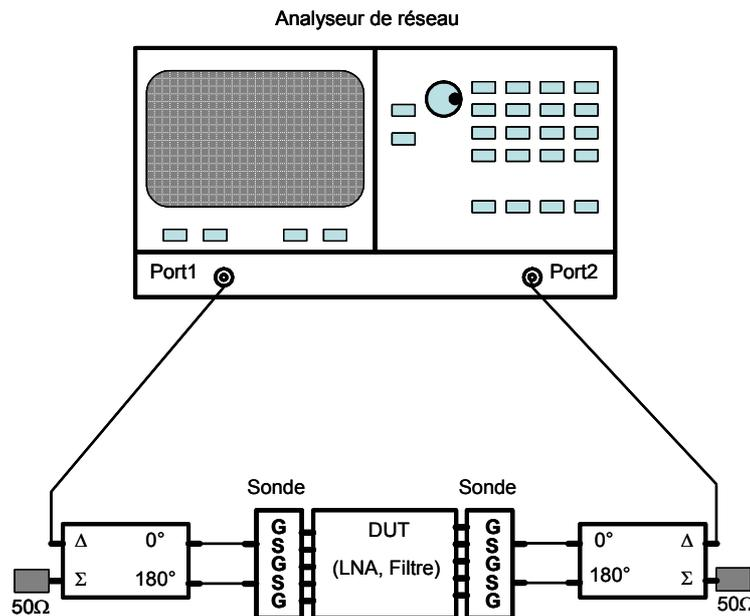 Analyseur de réseau
Port1
Port2
Sonde
Sonde
Δ
0°
Σ
180°
50Ω
G
S
G
S
G
DUT
(LNA, Filtre)
G
S
G
S
G
0°
Δ
180°
Σ
50Ω